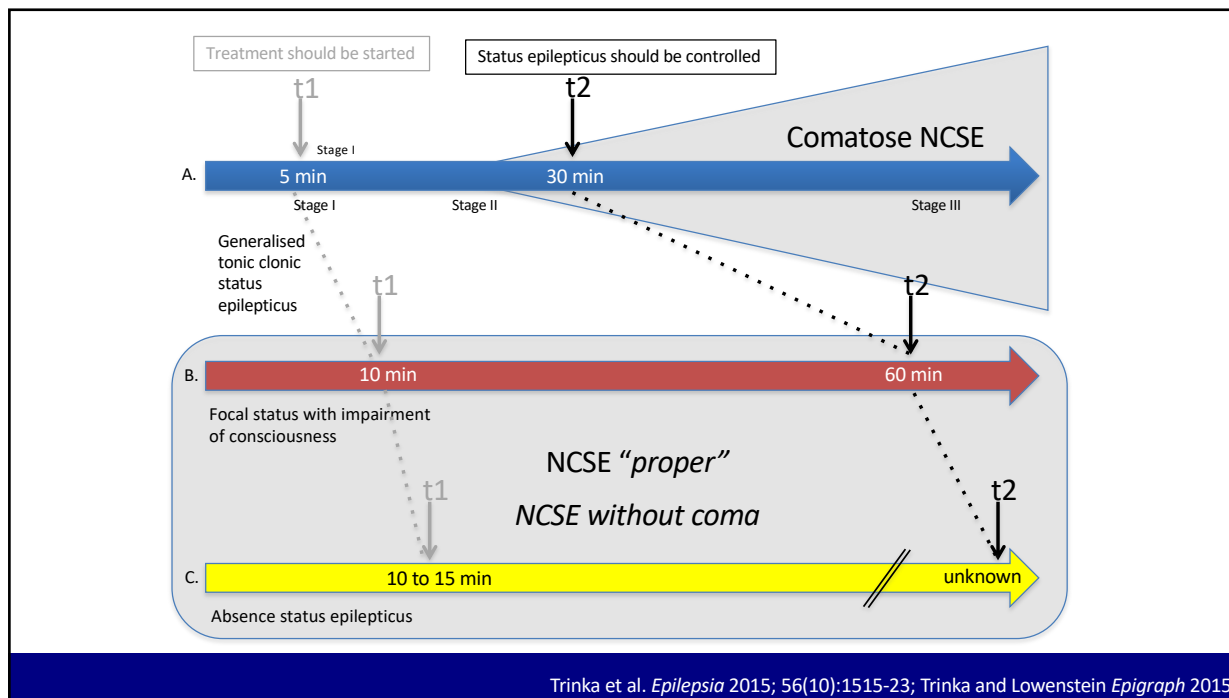 Treatment should be started
Status epilepticus should be controlled
t1
t2
Comatose NCSE
Stage I
A.
5 min
30 min
Stage I
Stage II
Stage III
Generalised
tonic clonic
status
epilepticus
t1
t2
B.
10 min
60 min
Focal status with impairment
of consciousness
NCSE “proper”
NCSE without coma
t1
t2
C.
10 to 15 min
unknown
Absence status epilepticus
Trinka et al. Epilepsia 2015; 56(10):1515-23; Trinka and Lowenstein Epigraph 2015